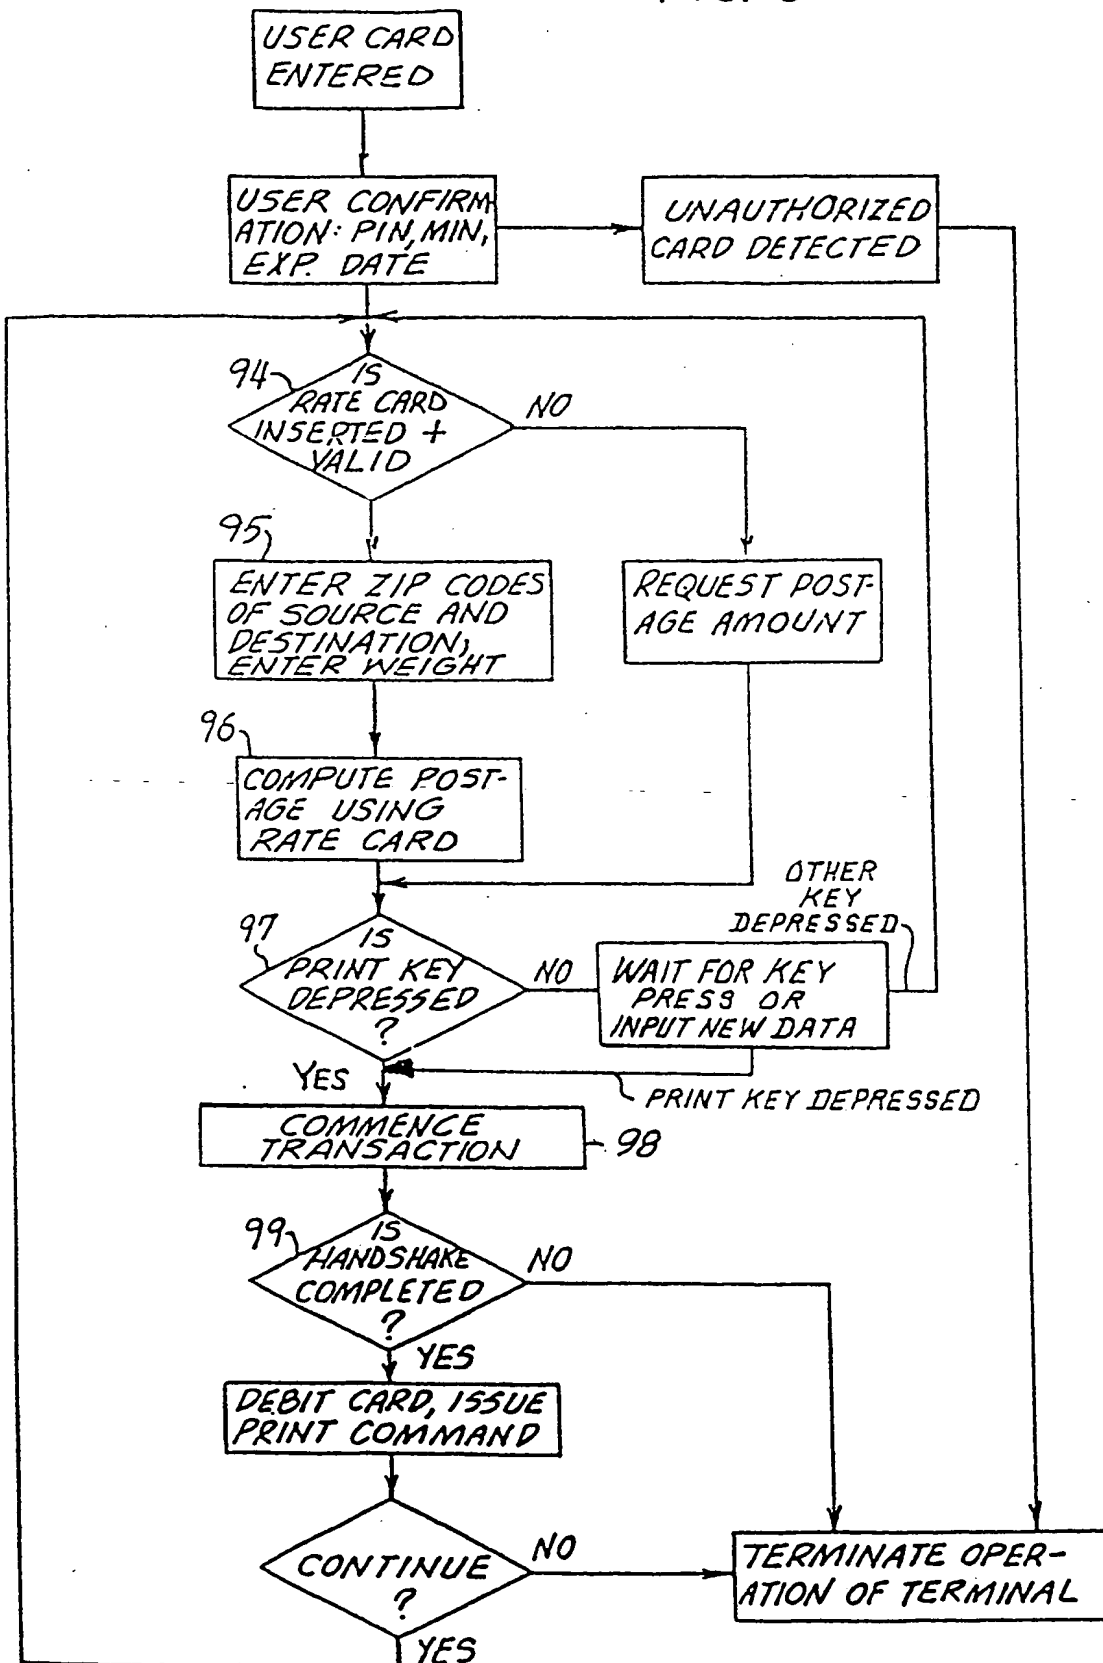 USER CARD
ENTERED
USER CONFIRM-
ATION: PIN, MIN,
EXP. DATE
UNAUTHORIZED
CARD DETECTED
94
IS
RATE CARD
INSERTED +
VALID
NO
95
ENTER ZIP CODES
OF SOURCE AND
DESTINATION,
ENTER WEIGHT
REQUEST POST-
AGE AMOUNT
96
COMPUTE POST-
AGE USING
RATE CARD
OTHER
KEY
DEPRESSED
97
IS
PRINT KEY
DEPRESSED
?
NO
WAIT FOR KEY
PRESS OR
INPUT NEW DATA
YES
PRINT KEY DEPRESSED
COMMENCE
TRANSACTION
98
99
IS
HANDSHAKE
COMPLETED
?
NO
YES
DEBIT CARD, ISSUE
PRINT COMMAND
CONTINUE
?
NO
TERMINATE OPER-
ATION OF TERMINAL
YES